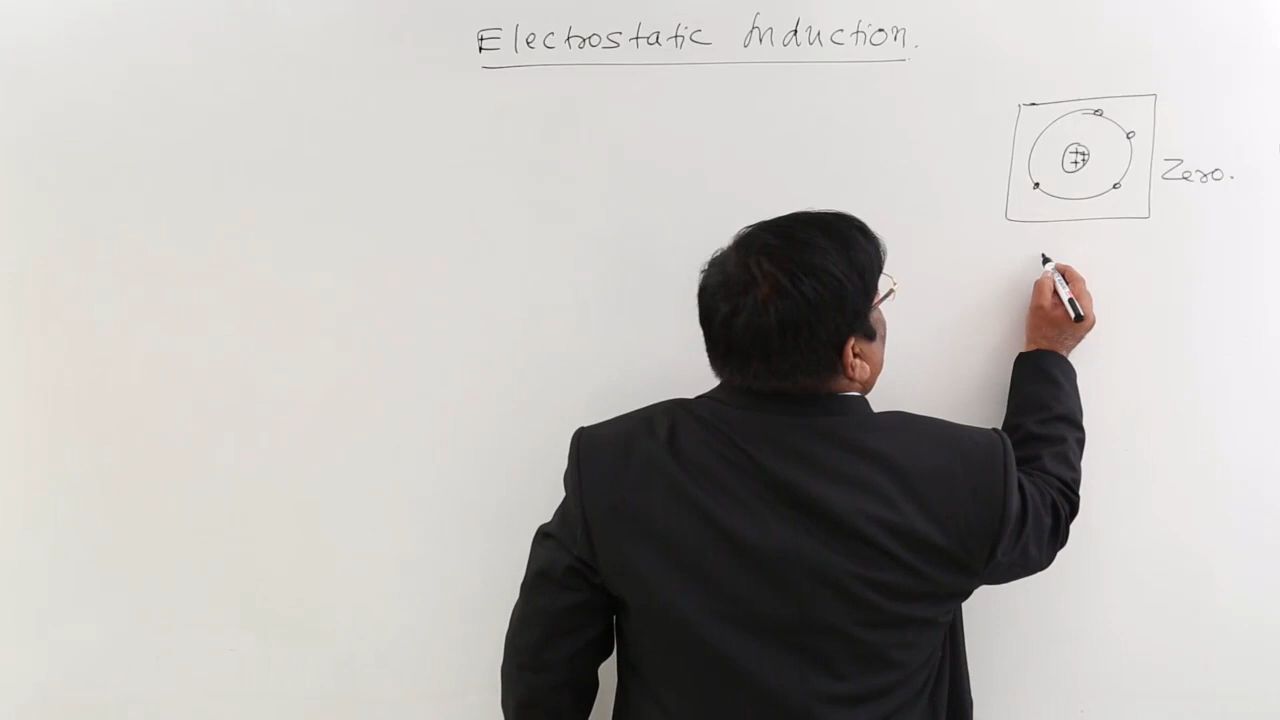 Electrostatic Induction.
++
++
Zero.